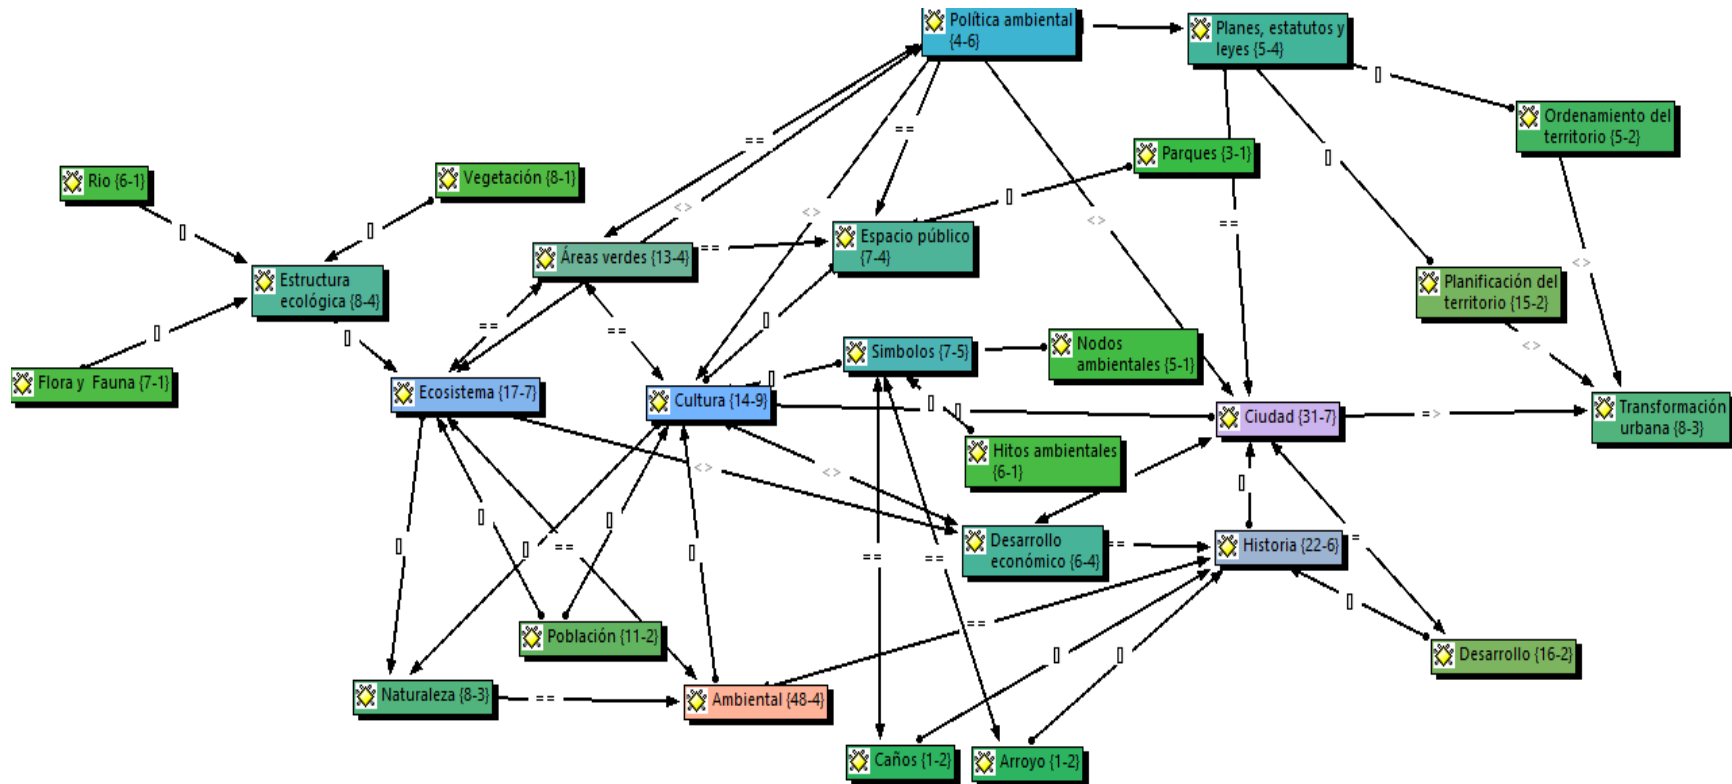 Política ambiental
{4-6}
Planes, estatutos y
leyes {5-4}
[]
Ordenamiento del
territorio {5-2}
==
==
Parques {3-1}
[]
Rio {6-1}
Vegetación {8-1}
[]
<>
<>
<>
==
[]
[]
Espacio público
{7-4}
==
Áreas verdes {13-4}
<>
Estructura
ecológica {8-4}
Planificación del
territorio {15-2}
[]
[]
==
==
[]
Simbolos {7-5}
Nodos
ambientales {5-1}
<>
Flora y  Fauna {7-1}
Ecosistema {17-7}
Cultura {14-9}
[]
[]
[]
Ciudad {31-7}
=>
Transformación
urbana {8-3}
Hitos ambientales
{6-1}
<>
<>
[]
[]
[]
[]
==
[]
[]
==
==
Desarrollo
económico {6-4}
==
Historia {22-6}
=
[]
==
Población {11-2}
[]
[]
Desarrollo {16-2}
Naturaleza {8-3}
==
Ambiental {48-4}
Caños {1-2}
Arroyo {1-2}